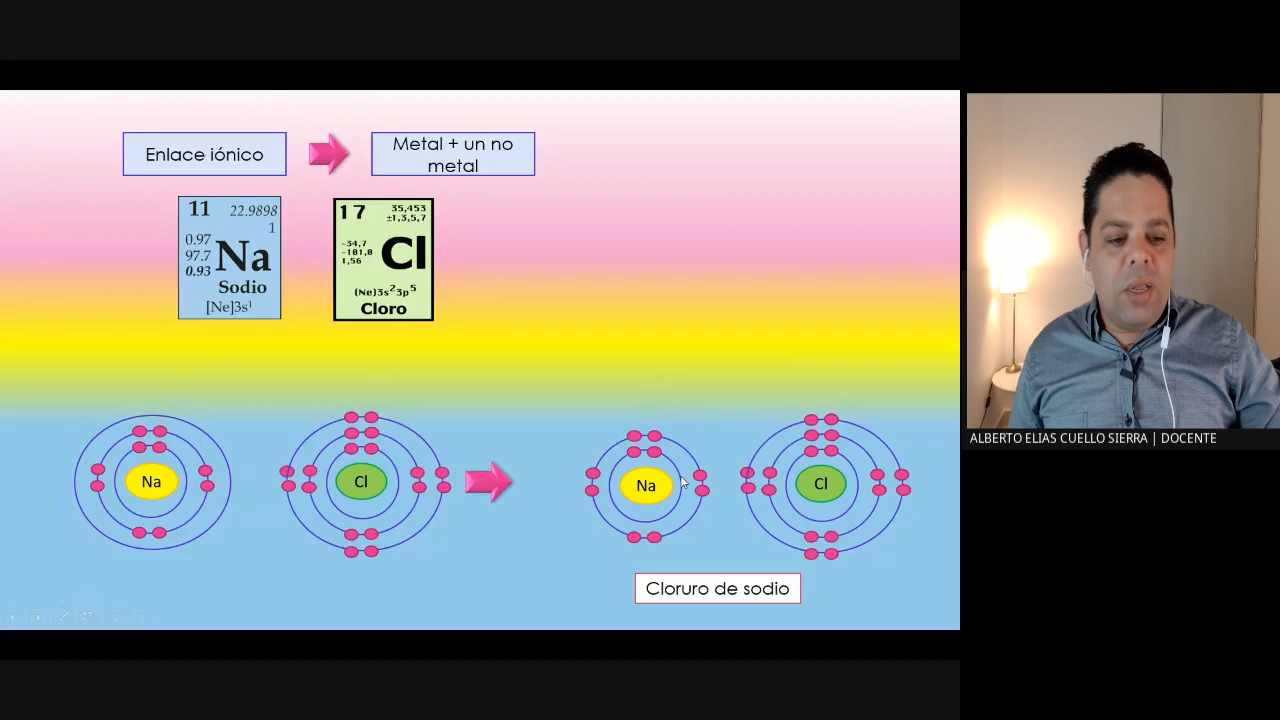 Enlace iónico
Metal + un no
metal
11
22.9898
1
0.97
97.7
0.93
Na
Sodio
[Ne]3s¹
17
35,453
±1,3,5,7
-34,7
-101,0
1,56
Cl
(Ne)3s²3p⁵
Cloro
Na
Cl
Na
Cl
Cloruro de sodio
ALBERTO ELIAS CUELLO SIERRA | DOCENTE